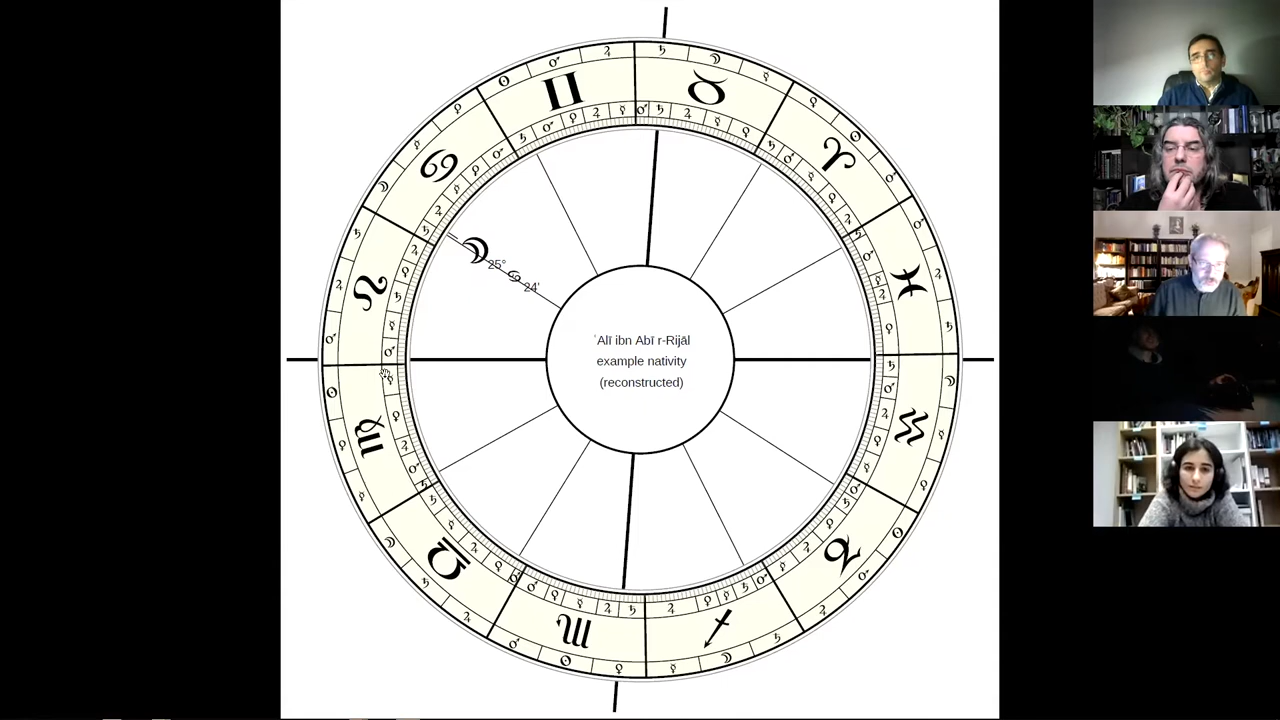 25° ♋ 24'
ʿAlī ibn Abī r-Rijāl
example nativity
(reconstructed)